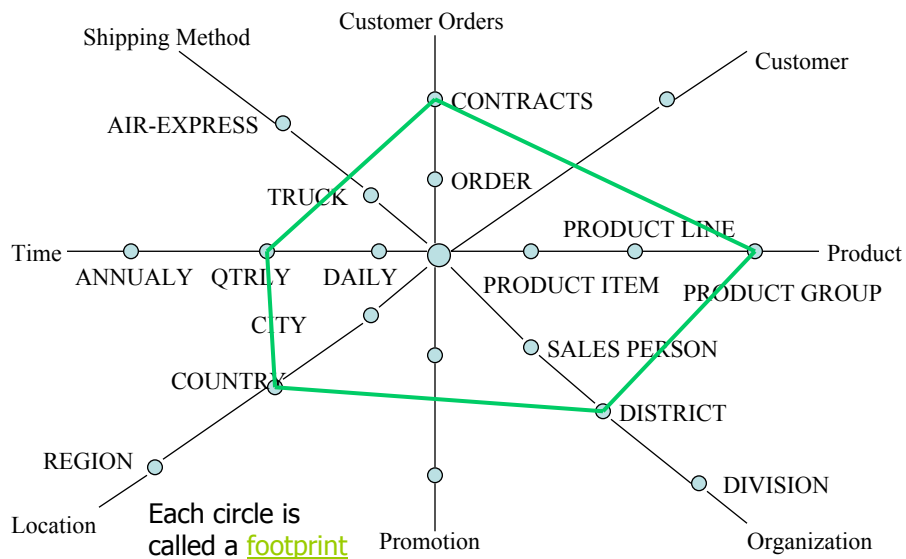 Customer Orders
Shipping Method
Customer
CONTRACTS
AIR-EXPRESS
ORDER
TRUCK
PRODUCT LINE
Time
Product
ANNUALY
QTRLY
DAILY
PRODUCT ITEM
PRODUCT GROUP
CITY
SALES PERSON
COUNTRY
DISTRICT
REGION
DIVISION
Location
Each circle is
called a footprint
Promotion
Organization